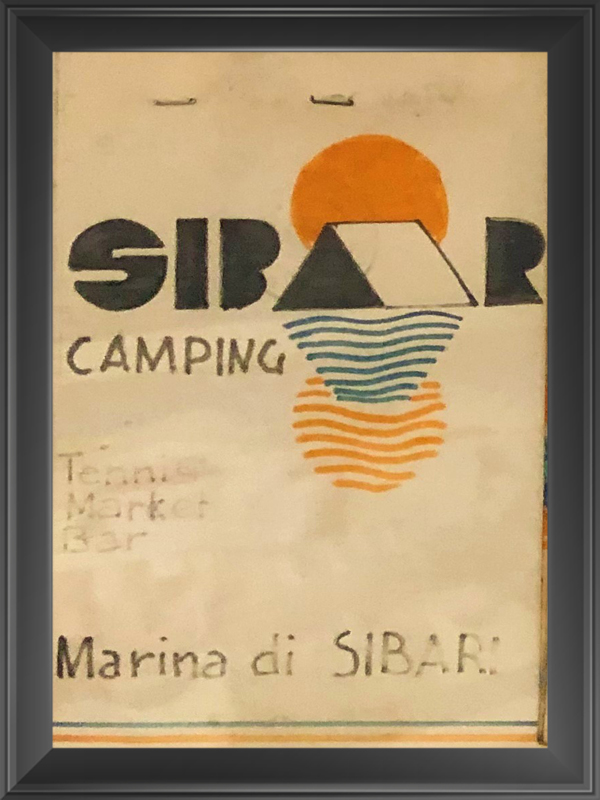 SIBAR
CAMPING
Tennis
Market
Bar
Marina di SIBARI